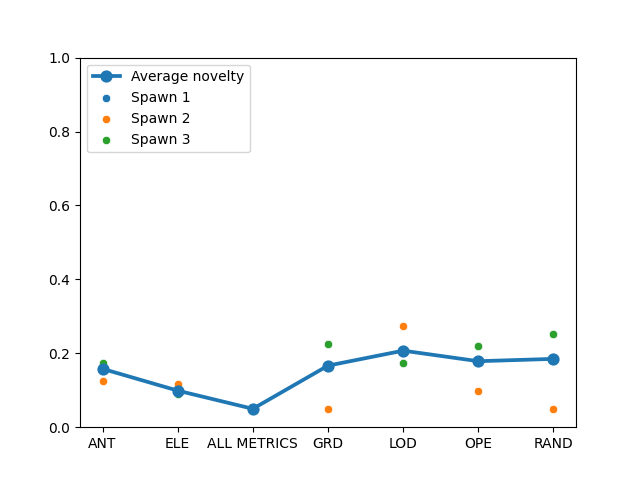 1.0
0.8
0.6
0.4
0.2
0.0
Average novelty
Spawn 1
Spawn 2
Spawn 3
ANT ELE ALL METRICS GRD LOD OPE RAND